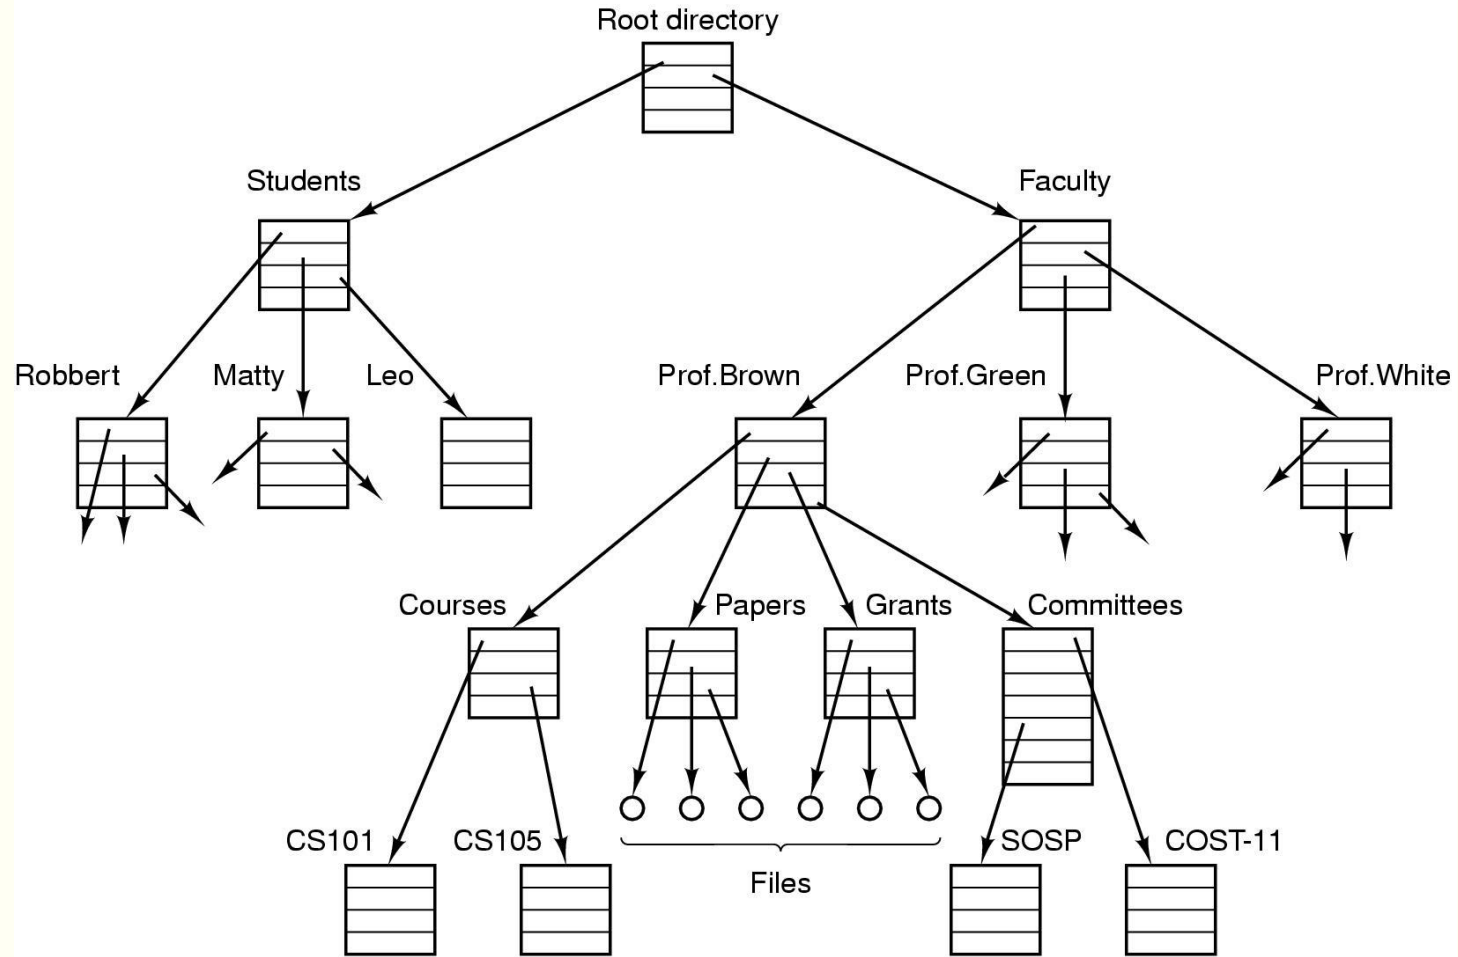 Root directory
Students
Faculty
Robbert
Matty
Leo
Prof.Brown
Prof.Green
Prof.White
Courses
Papers
Grants
Committees
CS101
CS105
SOSP
COST-11
Files